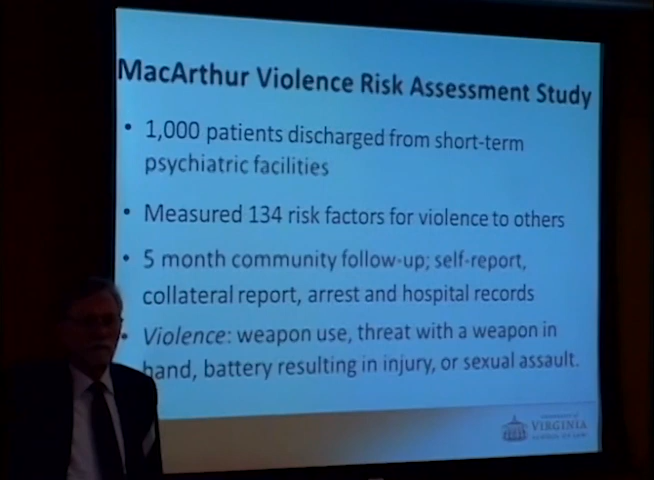 MacArthur Violence Risk Assessment Study
• 1,000 patients discharged from short-term
psychiatric facilities
• Measured 134 risk factors for violence to others
• 5 month community follow-up; self-report,
collateral report, arrest and hospital records
• Violence: weapon use, threat with a weapon in
hand, battery resulting in injury, or sexual assault.
VIRGINIA